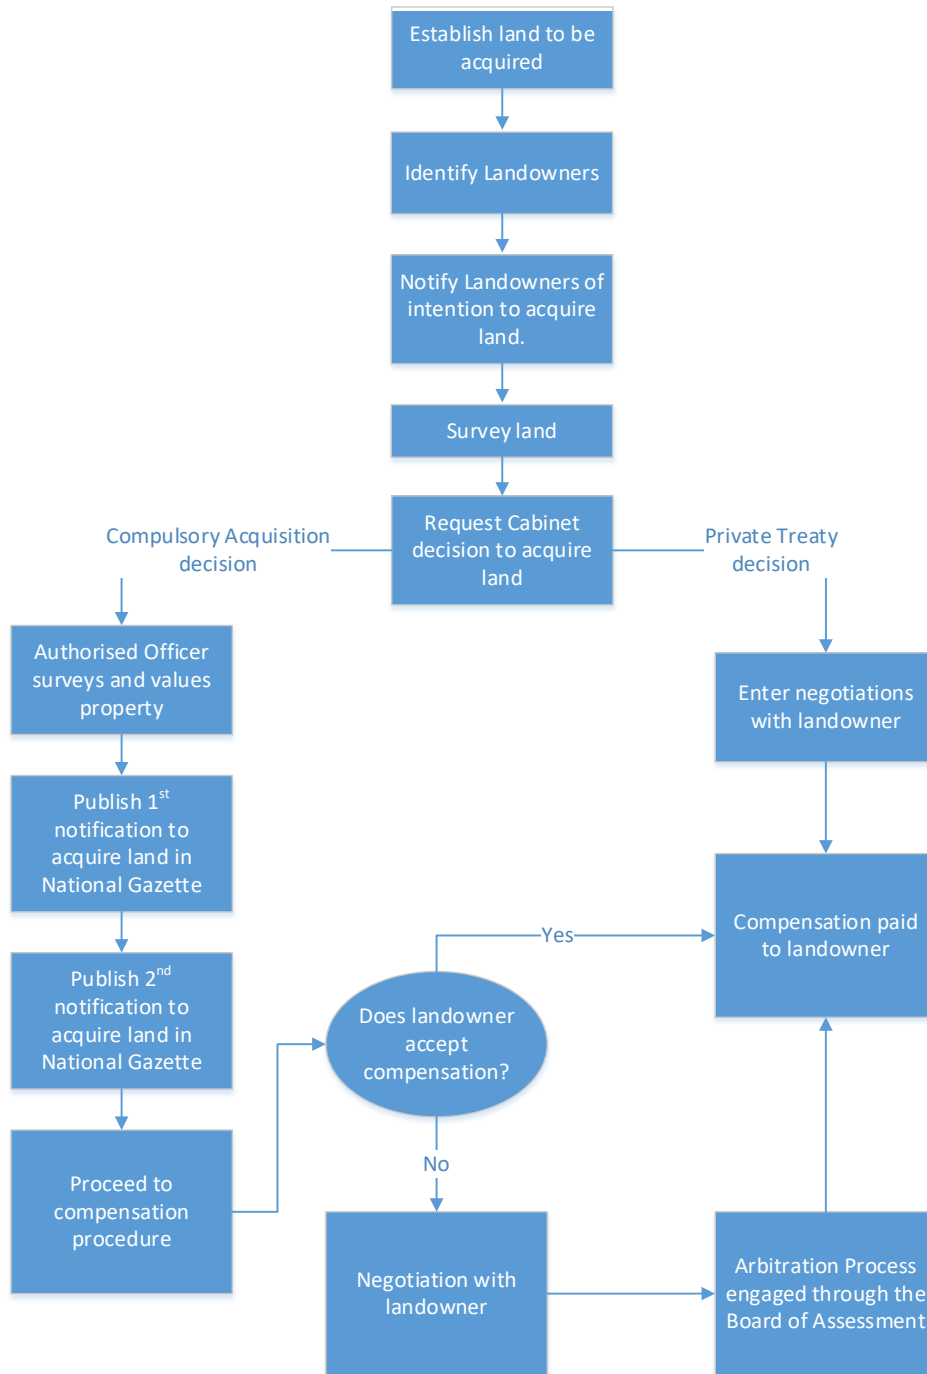 Establish land to be
acquired
Identify Landowners
Notify Landowners of
intention to acquire
land.
Survey land
Request Cabinet
decision to acquire
land
Compulsory Acquisition
decision
Private Treaty
decision
Authorised Officer
surveys and values
property
Enter negotiations
with landowner
Publish 1st
notification to
acquire land in
National Gazette
Yes
Compensation paid
to landowner
Publish 2nd
notification to
acquire land in
National Gazette
Does landowner
accept
compensation?
No
Proceed to
compensation
procedure
Negotiation with
landowner
Arbitration Process
engaged through the
Board of Assessment